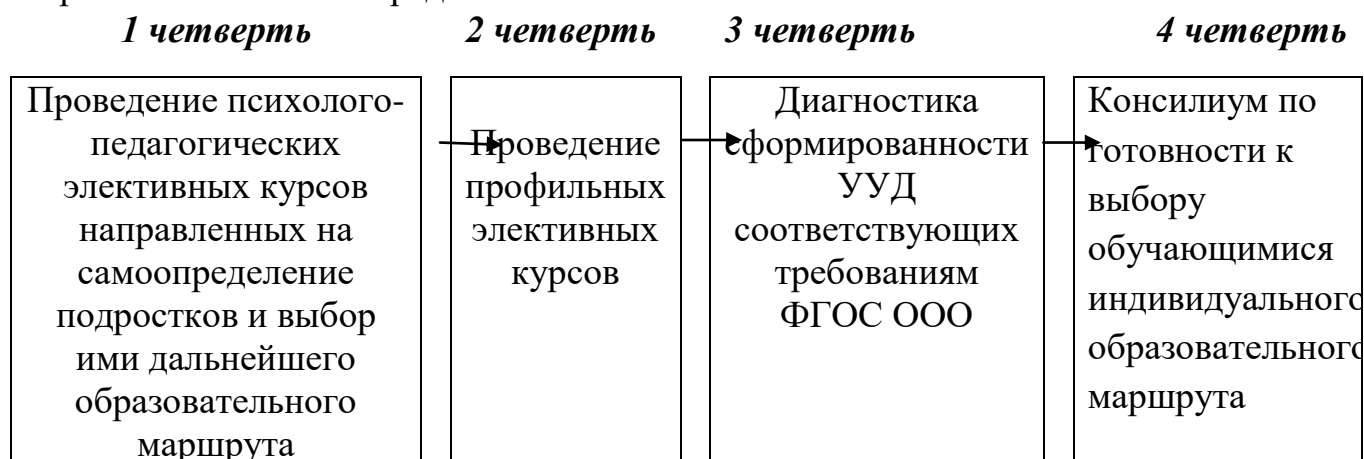 1 четверть 2 четверть 3 четверть 4 четверть
Проведение психолого-
педагогических
элективных курсов
направленных на
самоопределение
подростков и выбор
ими дальнейшего
образовательного
маршрута
Проведение
профильных
элективных
курсов
Диагностика
сформированности
УУД
соответствующих
требованиям
ФГОС ООО
Консилиум по
готовности к
выбору
обучающимися
индивидуального
образовательного
маршрута